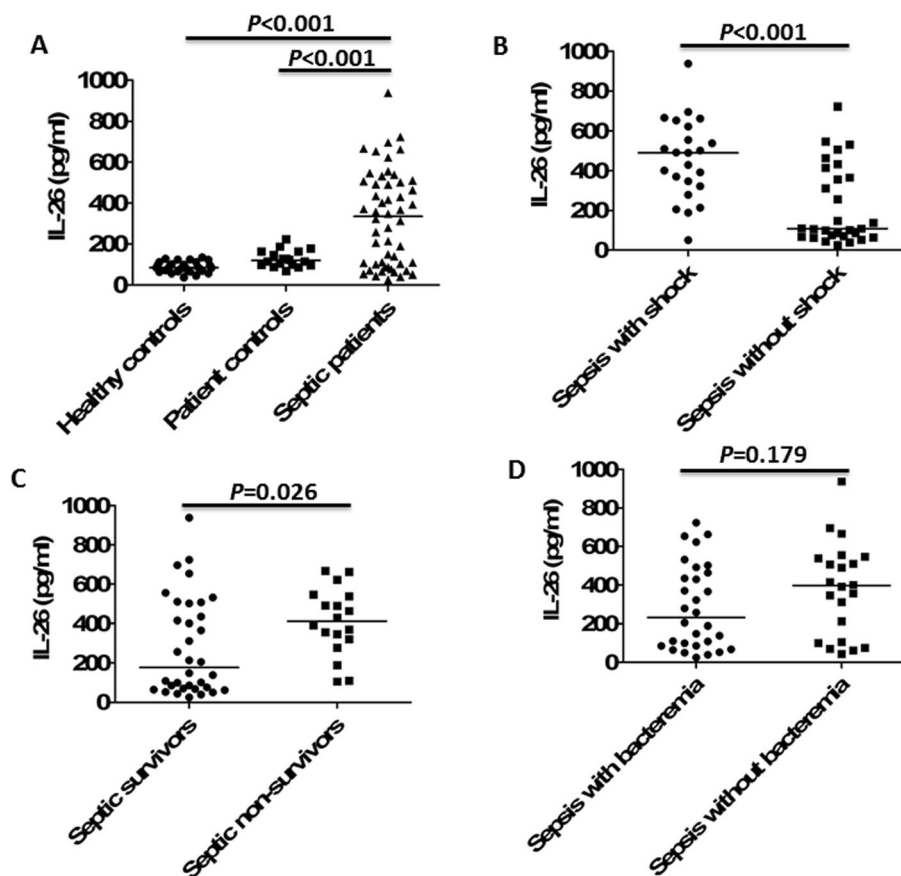 A
P<0.001
P<0.001
IL-26 (pg/ml)
1000
800
600
400
200
0
Healthy controls
Patient controls
Septic patients
B
P<0.001
IL-26 (pg/ml)
1000
800
600
400
200
0
Sepsis with shock
Sepsis without shock
C
P=0.026
IL-26 (pg/ml)
1000
800
600
400
200
0
Septic survivors
Septic non-survivors
D
P=0.179
IL-26 (pg/ml)
1000
800
600
400
200
0
Sepsis with bacteremia
Sepsis without bacteremia